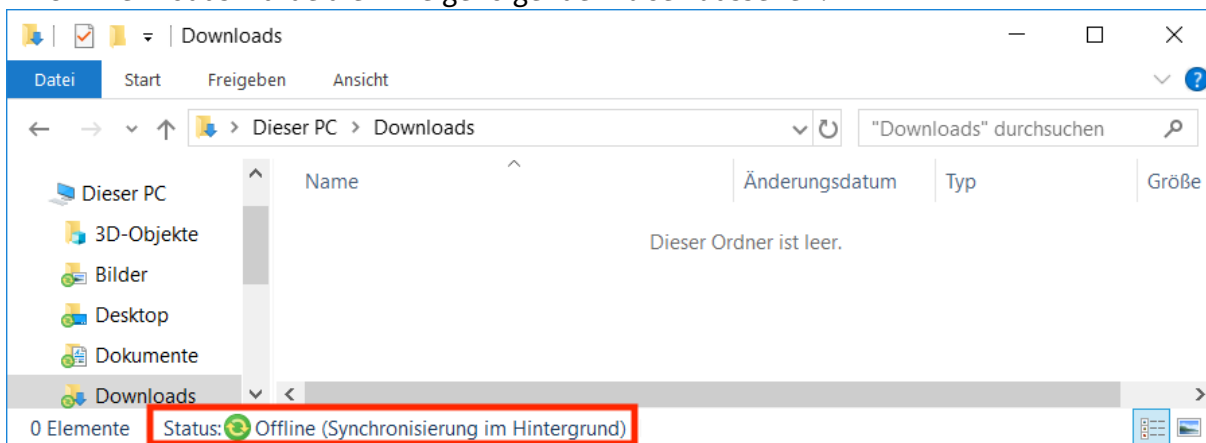 Downloads
Datei Start Freigeben Ansicht
Dieser PC > Downloads "Downloads" durchsuchen
Name Änderungsdatum Typ Größe
Dieser PC
3D-Objekte
Dieser Ordner ist leer.
Bilder
Desktop
Dokumente
Downloads
0 Elemente Status: Offline (Synchronisierung im Hintergrund)